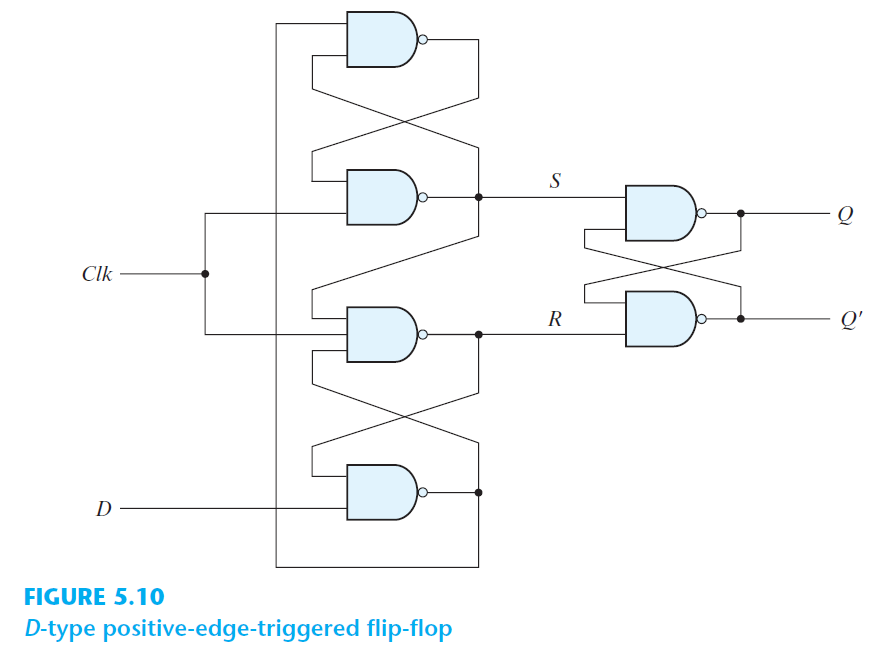 S
Q
Clk
R
Q'
D
FIGURE 5.10
D-type positive-edge-triggered flip-flop